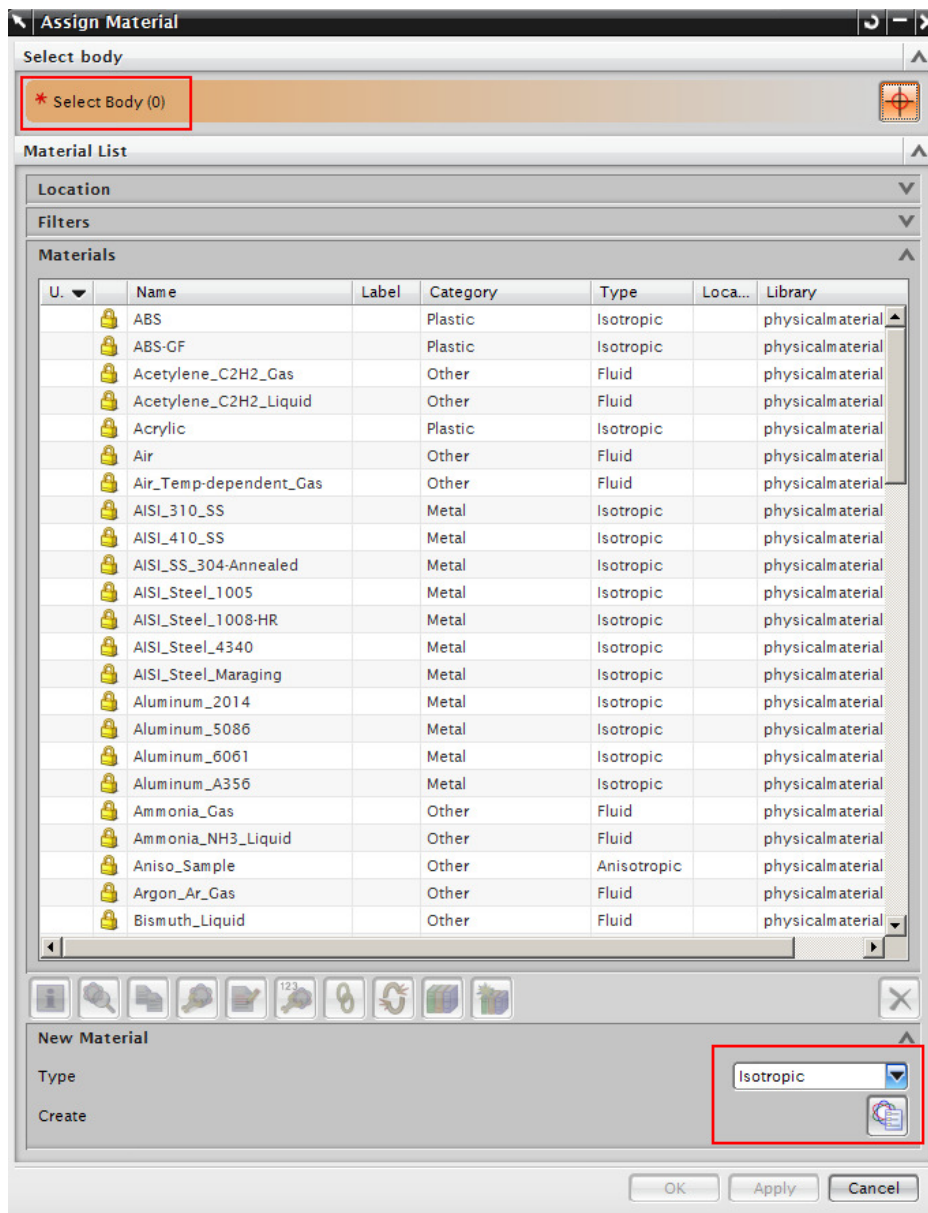 Assign Material
Select body
* Select Body (0)
Material List
Location
Filters
Materials
U. Name Label Category Type Loca... Library
ABS Plastic Isotropic physicalmaterial
ABS-GF Plastic Isotropic physicalmaterial
Acetylene_C2H2_Gas Other Fluid physicalmaterial
Acetylene_C2H2_Liquid Other Fluid physicalmaterial
Acrylic Plastic Isotropic physicalmaterial
Air Other Fluid physicalmaterial
Air_Temp-dependent_Gas Other Fluid physicalmaterial
AISI_310_SS Metal Isotropic physicalmaterial
AISI_410_SS Metal Isotropic physicalmaterial
AISI_SS_304-Annealed Metal Isotropic physicalmaterial
AISI_Steel_1005 Metal Isotropic physicalmaterial
AISI_Steel_1008-HR Metal Isotropic physicalmaterial
AISI_Steel_4340 Metal Isotropic physicalmaterial
AISI_Steel_Maraging Metal Isotropic physicalmaterial
Aluminum_2014 Metal Isotropic physicalmaterial
Aluminum_5086 Metal Isotropic physicalmaterial
Aluminum_6061 Metal Isotropic physicalmaterial
Aluminum_A356 Metal Isotropic physicalmaterial
Ammonia_Gas Other Fluid physicalmaterial
Ammonia_NH3_Liquid Other Fluid physicalmaterial
Aniso_Sample Other Anisotropic physicalmaterial
Argon_Ar_Gas Other Fluid physicalmaterial
Bismuth_Liquid Other Fluid physicalmaterial
123
New Material
Type Isotropic
Create
OK Apply Cancel